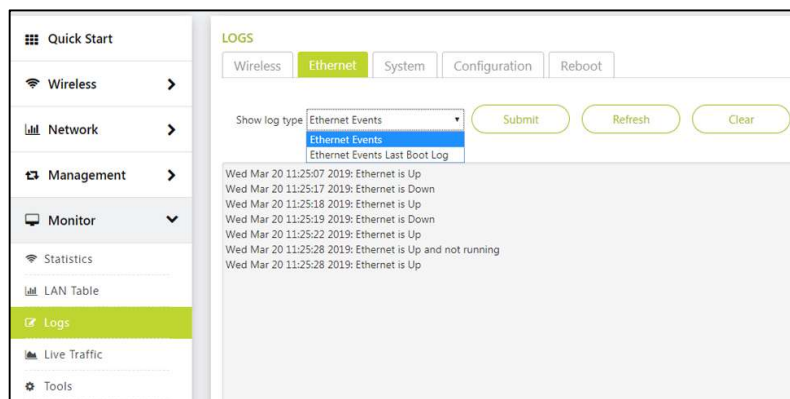 Quick Start
Wireless
Network
Management
Monitor
Statistics
LAN Table
Logs
Live Traffic
Tools
LOGS
Wireless Ethernet System Configuration Reboot
Show log type Ethernet Events Submit Refresh Clear
Ethernet Events
Ethernet Events Last Boot Log
Wed Mar 20 11:25:07 2019: Ethernet is Up
Wed Mar 20 11:25:17 2019: Ethernet is Down
Wed Mar 20 11:25:18 2019: Ethernet is Up
Wed Mar 20 11:25:19 2019: Ethernet is Down
Wed Mar 20 11:25:22 2019: Ethernet is Up
Wed Mar 20 11:25:28 2019: Ethernet is Up and not running
Wed Mar 20 11:25:28 2019: Ethernet is Up